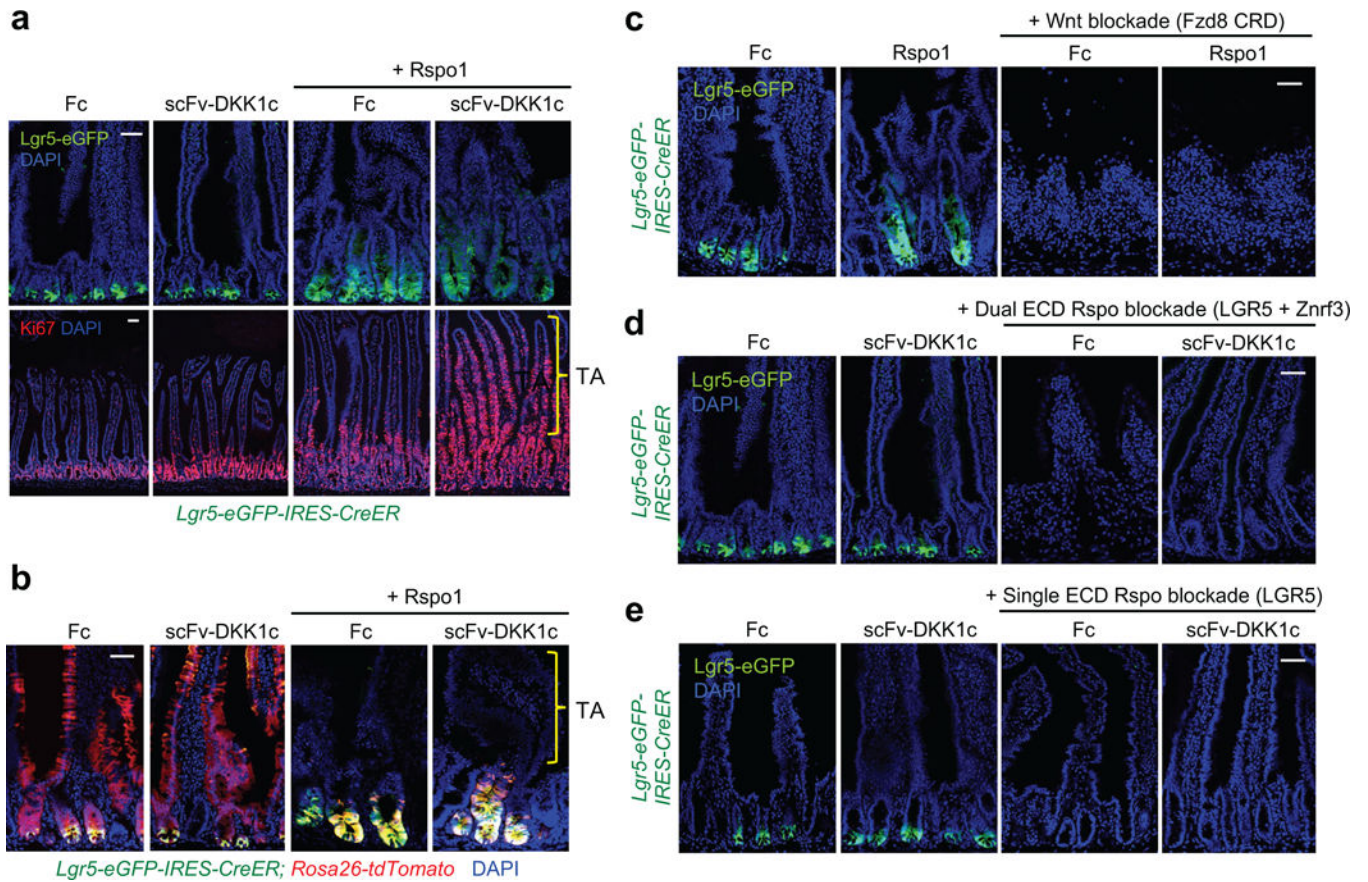 a
+ Rspo1
Fc
scFv-DKK1c
Fc
scFv-DKK1c
Lgr5-eGFP
DAPI
Ki67 DAPI
TA
TA
Lgr5-eGFP-IRES-CreER
b
+ Rspo1
Fc
scFv-DKK1c
Fc
scFv-DKK1c
TA
Lgr5-eGFP-IRES-CreER; Rosa26-tdTomato DAPI
c
+ Wnt blockade (Fzd8 CRD)
Fc
Rspo1
Fc
Rspo1
Lgr5-eGFP-
IRES-CreER
Lgr5-eGFP
DAPI
d
+ Dual ECD Rspo blockade (LGR5 + Znrf3)
Fc
scFv-DKK1c
Fc
scFv-DKK1c
Lgr5-eGFP-
IRES-CreER
Lgr5-eGFP
DAPI
e
+ Single ECD Rspo blockade (LGR5)
Fc
scFv-DKK1c
Fc
scFv-DKK1c
Lgr5-eGFP-
IRES-CreER
Lgr5-eGFP
DAPI